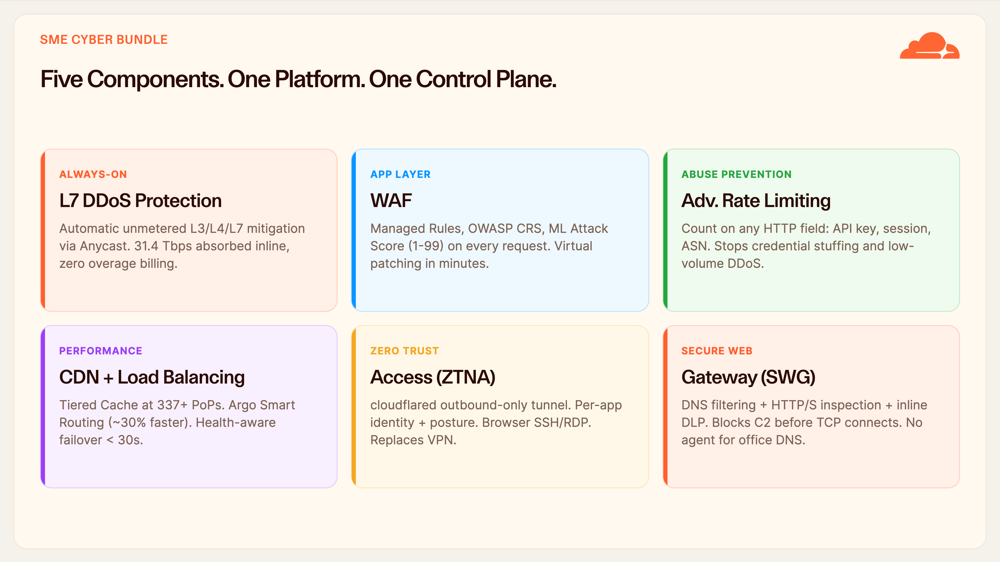 SME CYBER BUNDLE
Five Components. One Platform. One Control Plane.
ALWAYS-ON
L7 DDoS Protection
Automatic unmetered L3/L4/L7 mitigation
via Anycast. 31.4 Tbps absorbed inline,
zero overage billing.
APP LAYER
WAF
Managed Rules, OWASP CRS, ML Attack
Score (1-99) on every request. Virtual
patching in minutes.
ABUSE PREVENTION
Adv. Rate Limiting
Count on any HTTP field: API key, session,
ASN. Stops credential stuffing and low-
volume DDoS.
PERFORMANCE
CDN + Load Balancing
Tiered Cache at 337+ PoPs. Argo Smart
Routing (~30% faster). Health-aware
failover < 30s.
ZERO TRUST
Access (ZTNA)
cloudflared outbound-only tunnel. Per-app
identity + posture. Browser SSH/RDP.
Replaces VPN.
SECURE WEB
Gateway (SWG)
DNS filtering + HTTP/S inspection + inline
DLP. Blocks C2 before TCP connects. No
agent for office DNS.